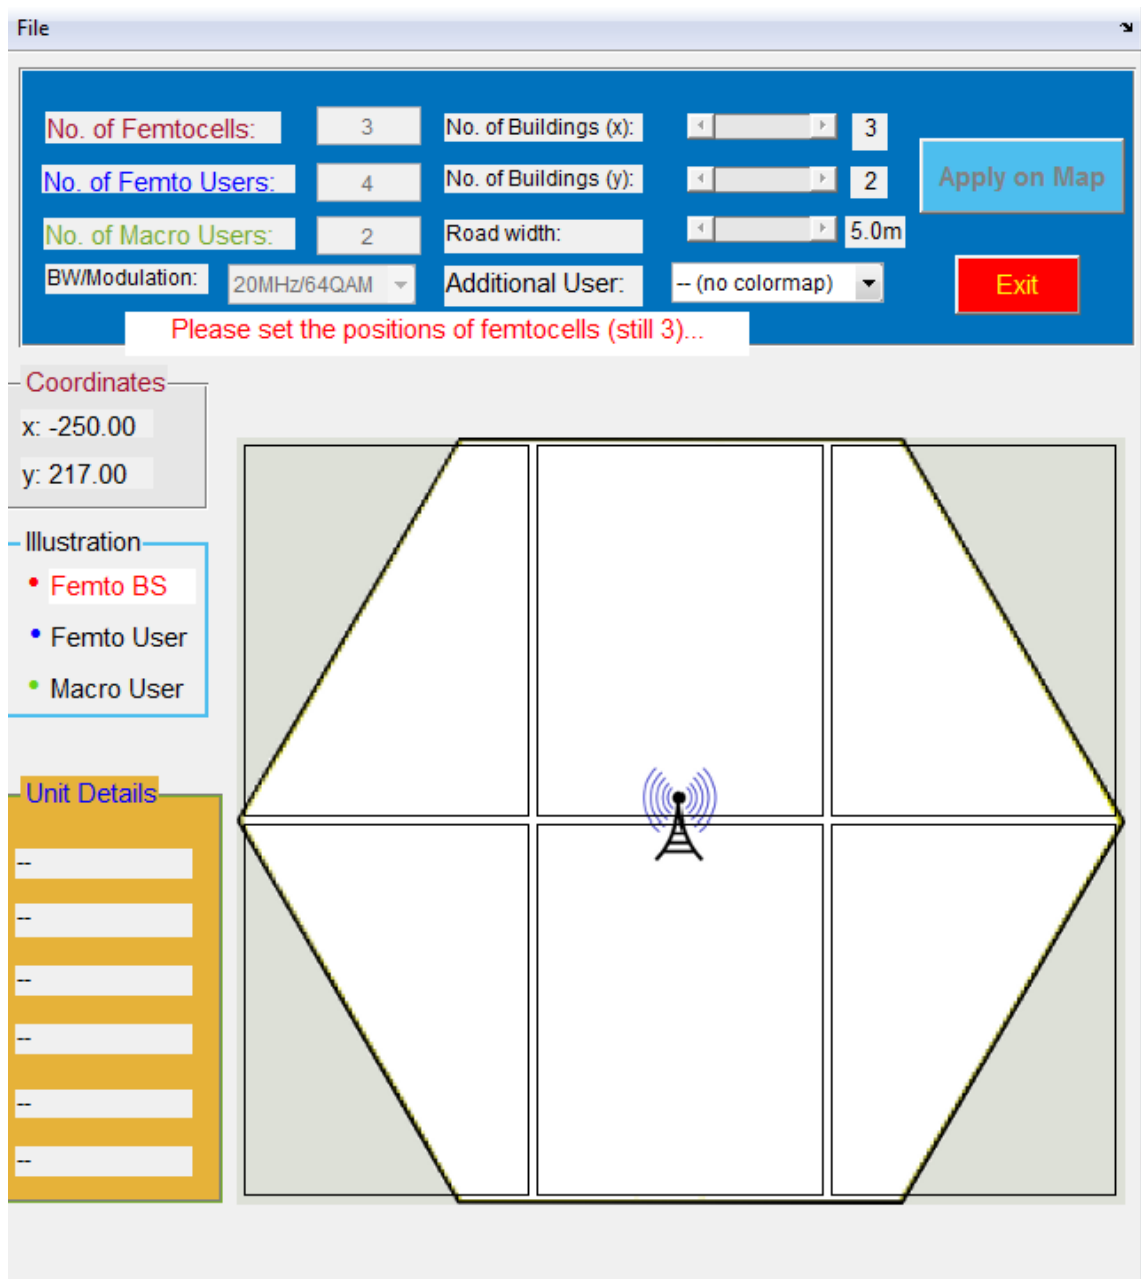 File
No. of Femtocells: 3 No. of Buildings (x): 3
No. of Femto Users: 4 No. of Buildings (y): 2 Apply on Map
No. of Macro Users: 2 Road width: 5.0m
BW/Modulation: 20MHz/64QAM Additional User: -- (no colormap) Exit
Please set the positions of femtocells (still 3)...
Coordinates
x: -250.00
y: 217.00
Illustration
Femto BS
Femto User
Macro User
Unit Details
--
--
--
--
--
--